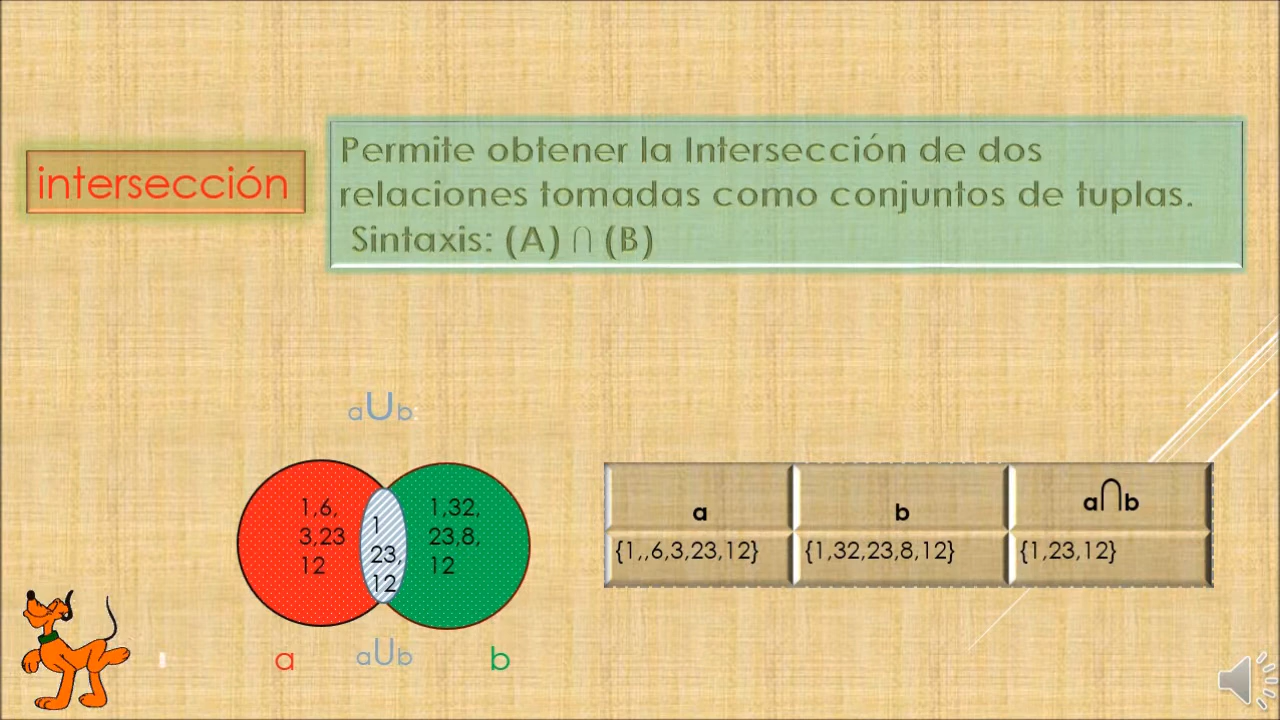 intersección
Permite obtener la Intersección de dos
relaciones tomadas como conjuntos de tuplas.
Sintaxis: (A) ∩ (B)
a∪b
1,6,
3,23
12
1
23,
12
1,32,
23,8,
12
a
a∪b
b
a b a∩b
{1,,6,3,23,12} {1,32,23,8,12} {1,23,12}